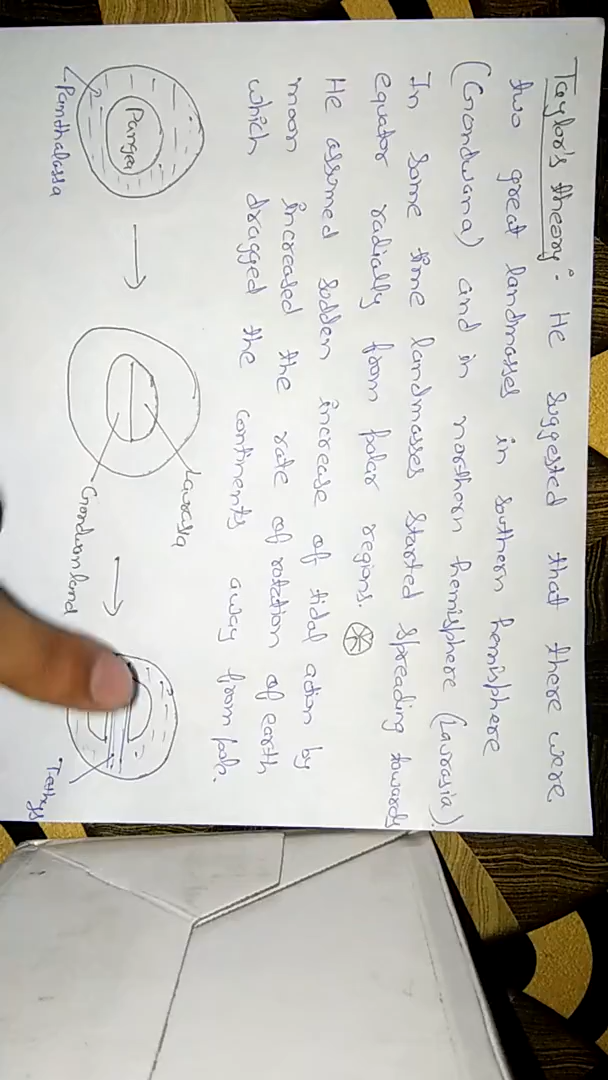 Taylor's theory: He suggested that there were
two great landmasses in southern hemisphere
(Gondwana) and in northern hemisphere (Laurasia).
In some time landmasses started spreading towards
equator radially from polar regions.
He assumed sudden increase of tidal action by
moon increased the rate of rotation of earth
which dragged the continents away from pole.
Pangea
Panthalassa
Laurasia
Gondwanland
Tethys